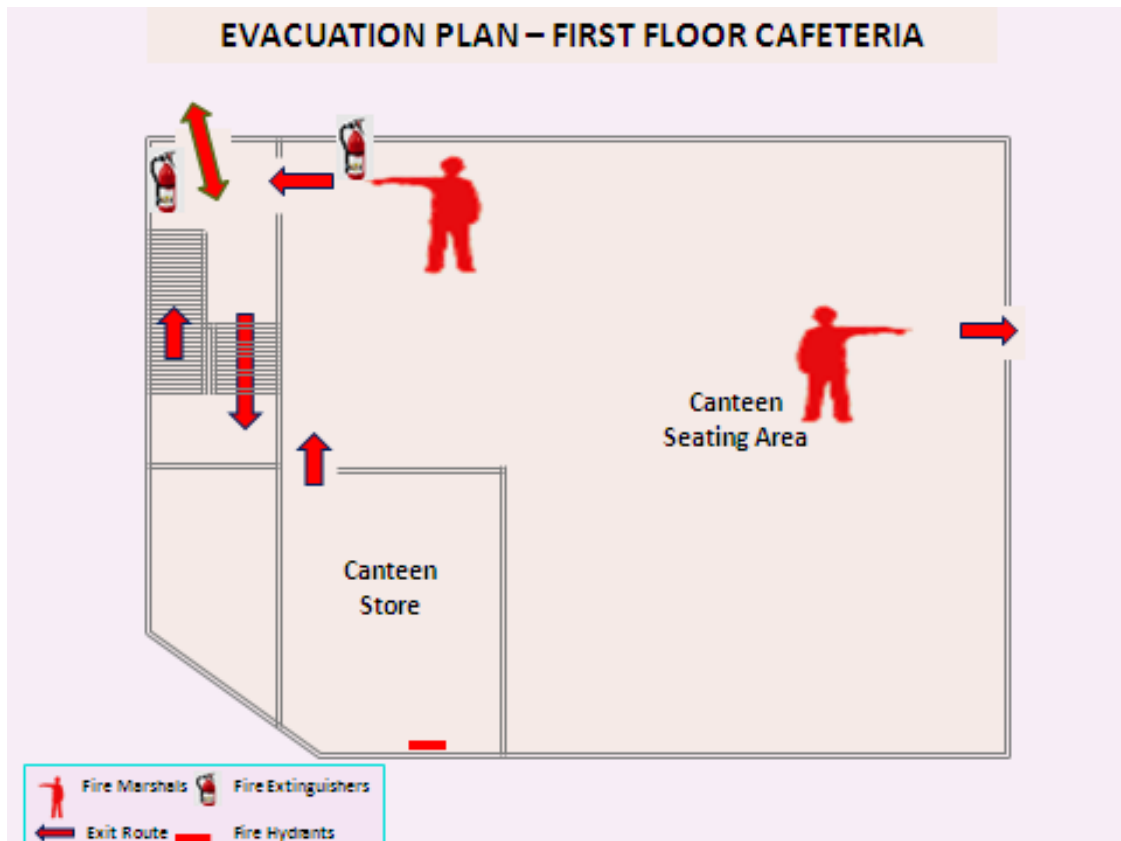 EVACUATION PLAN – FIRST FLOOR CAFETERIA
Canteen
Seating Area
Canteen
Store
Fire Marshals Fire Extinguishers
Exit Route Fire Hydrants